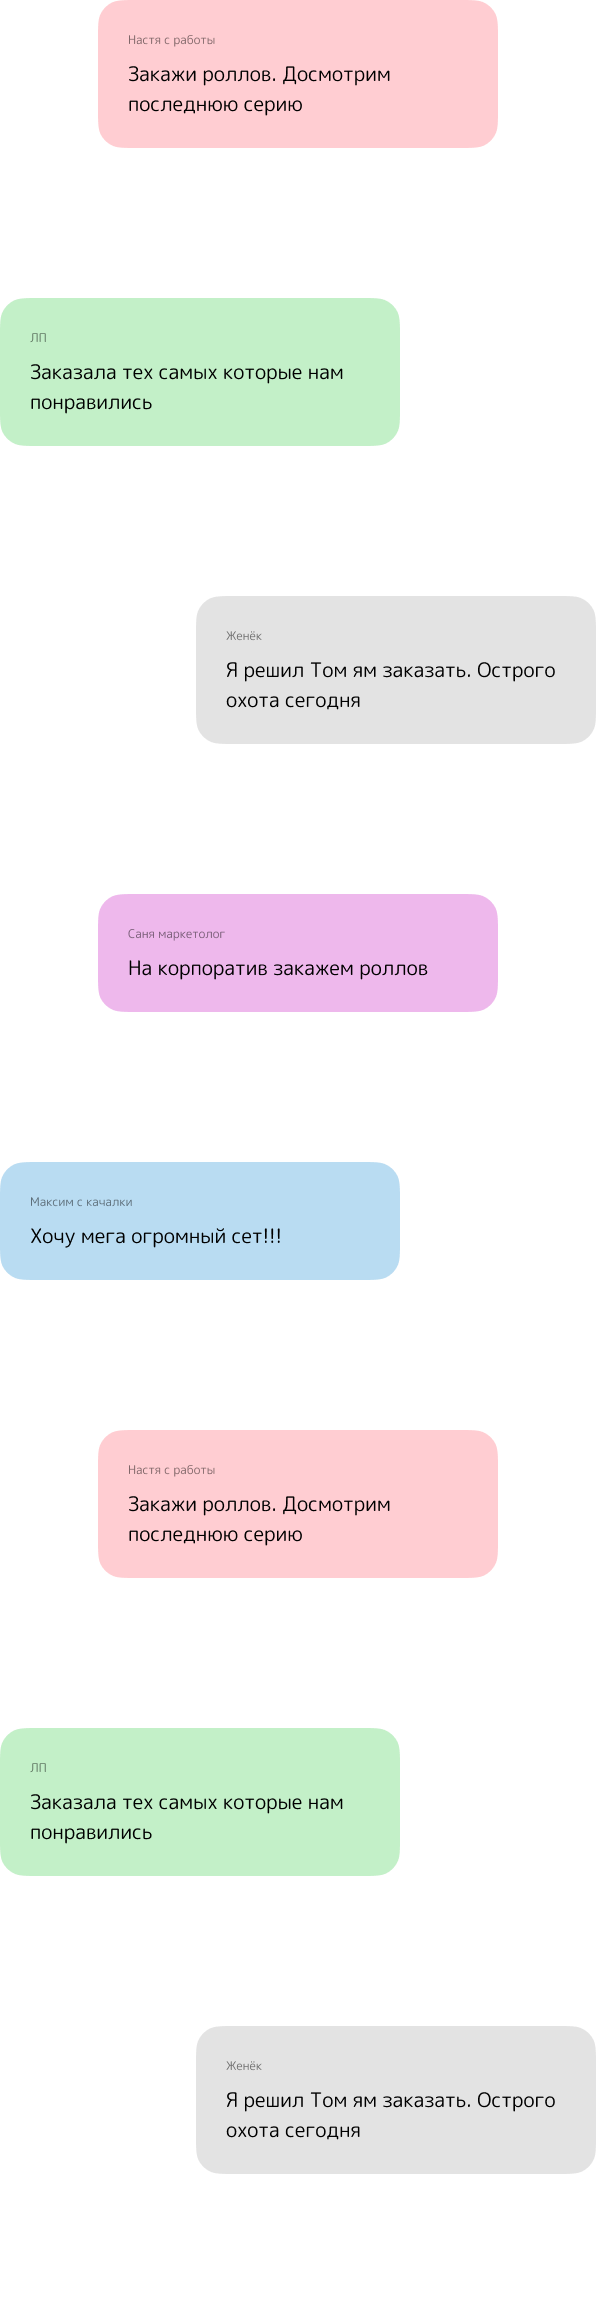 Настя с работы
Закажи роллов. Досмотрим
последнюю серию
ЛП
Заказала тех самых которые нам
понравились
Женёк
Я решил Том ям заказать. Острого
охота сегодня
Саня маркетолог
На корпоратив закажем роллов
Максим с качалки
Хочу мега огромный сет!!!
Настя с работы
Закажи роллов. Досмотрим
последнюю серию
ЛП
Заказала тех самых которые нам
понравились
Женёк
Я решил Том ям заказать. Острого
охота сегодня